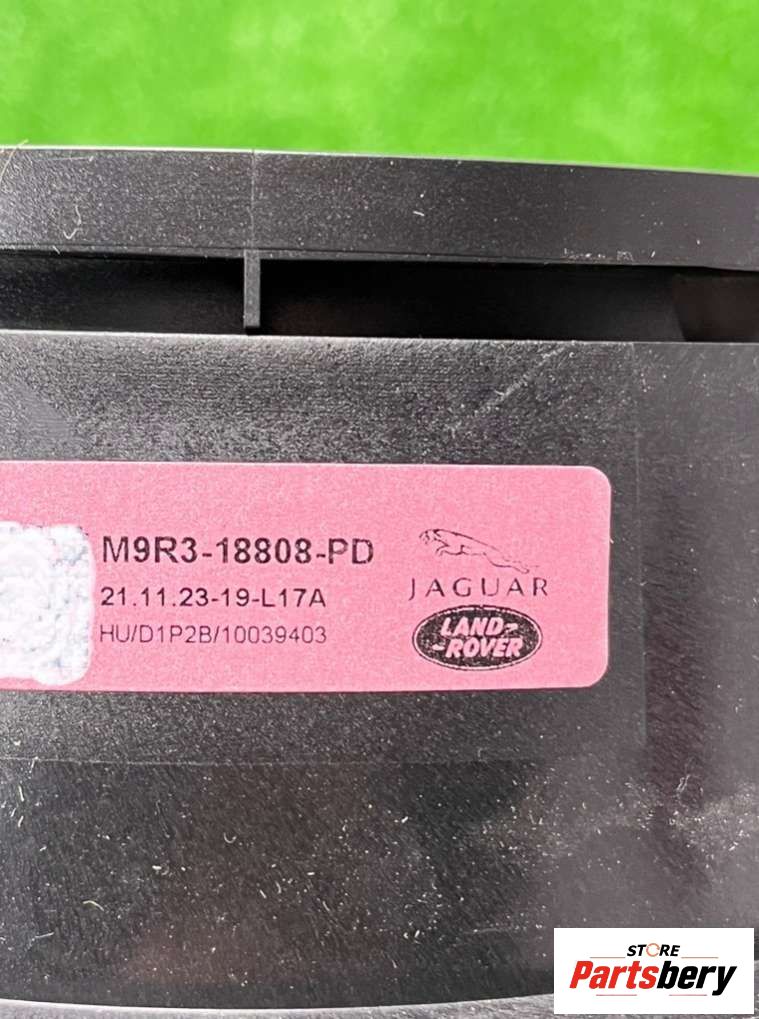 M9R3-18808-PD
21.11.23-19-L17A
HU/D1P2B/10039403
JAGUAR
LAND-
-ROVER
STORE
Partsbery